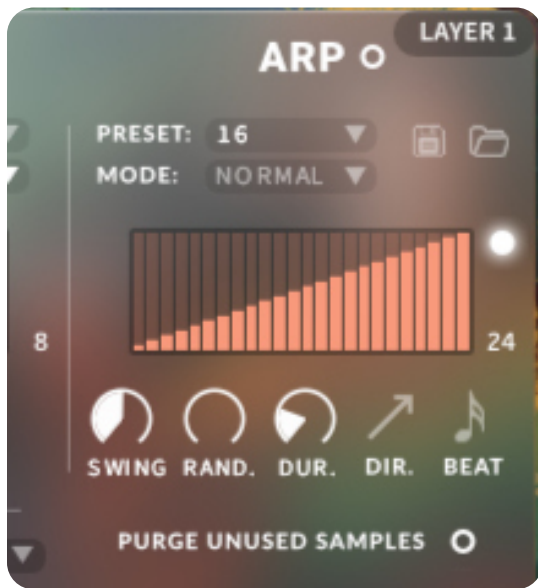 LAYER 1
ARP
PRESET: 16
MODE: NORMAL
8
24
SWING RAND. DUR. DIR. BEAT
PURGE UNUSED SAMPLES